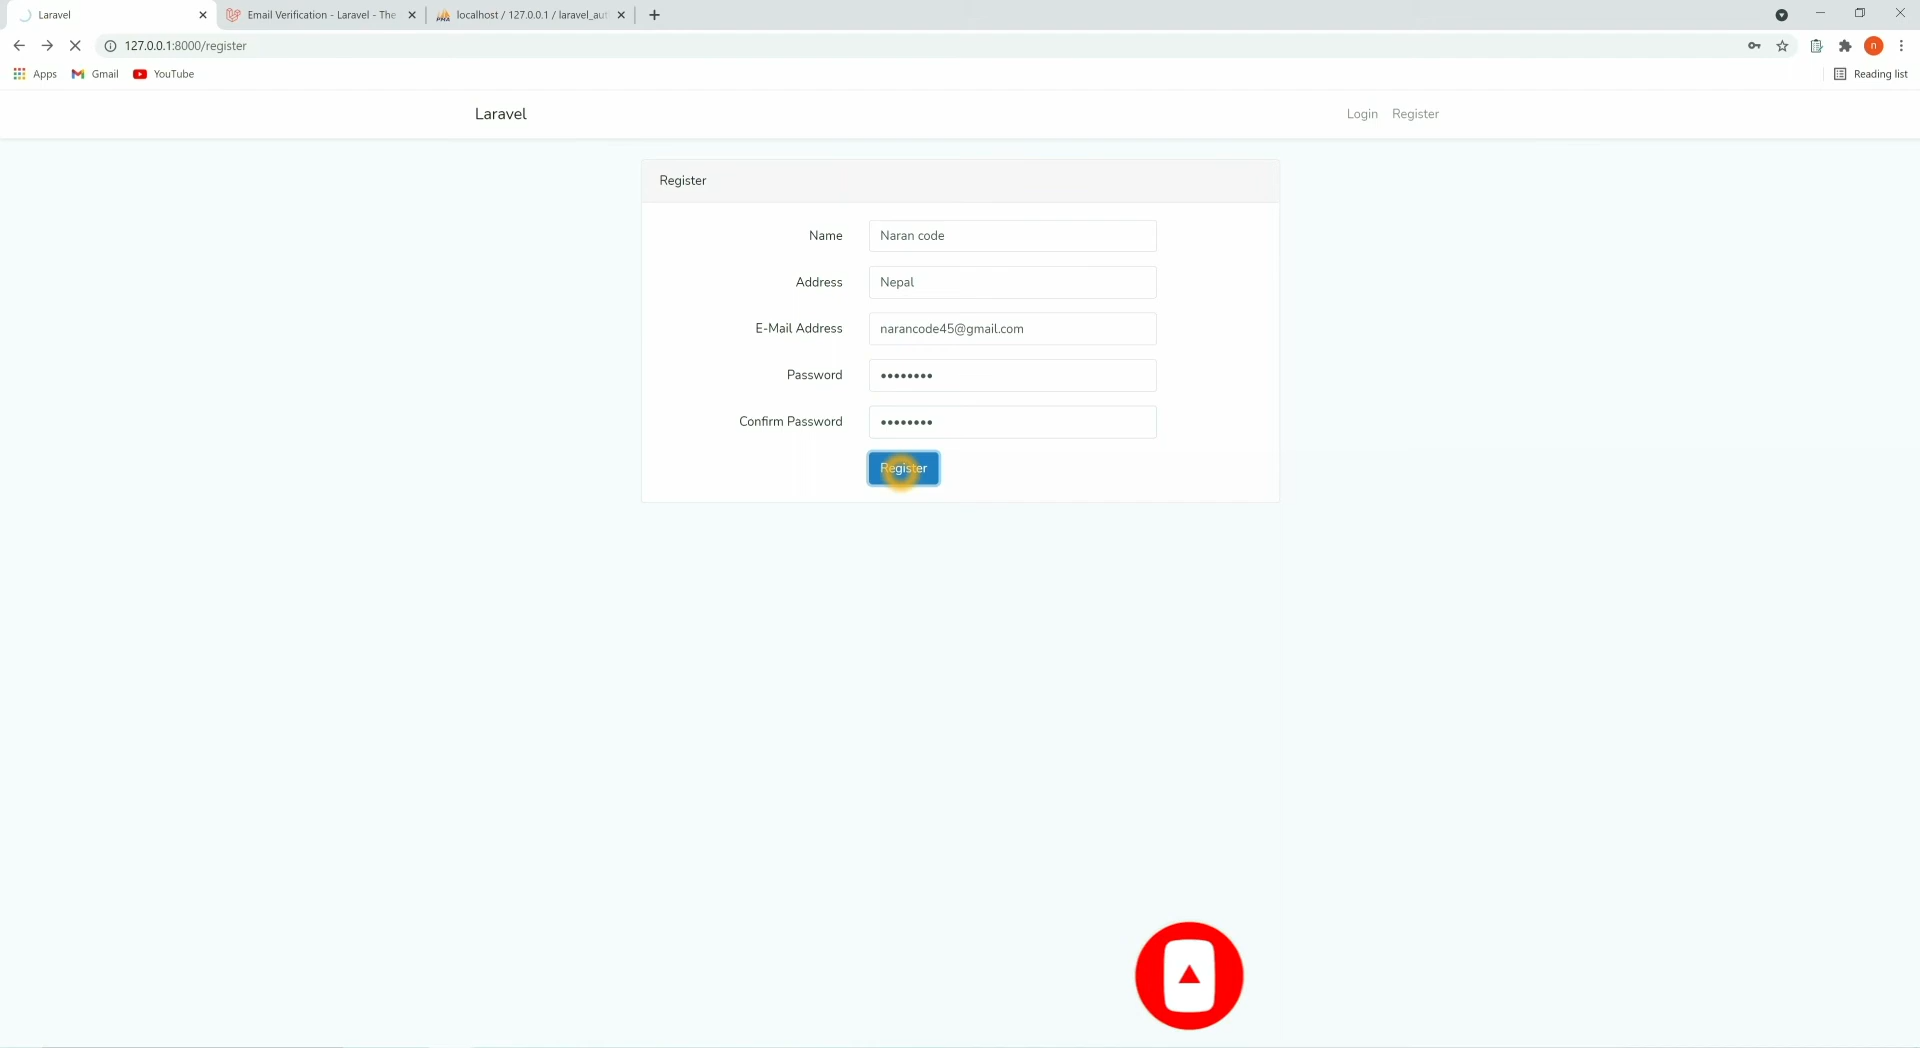 Laravel
Email Verification - Laravel - The
localhost / 127.0.0.1 / laravel_aut
127.0.0.1:8000/register
n
Apps
Gmail
YouTube
Reading list
Laravel
Login
Register
Register
Name
Naran code
Address
Nepal
E-Mail Address
narancode45@gmail.com
Password
••••••••
Confirm Password
••••••••
Register